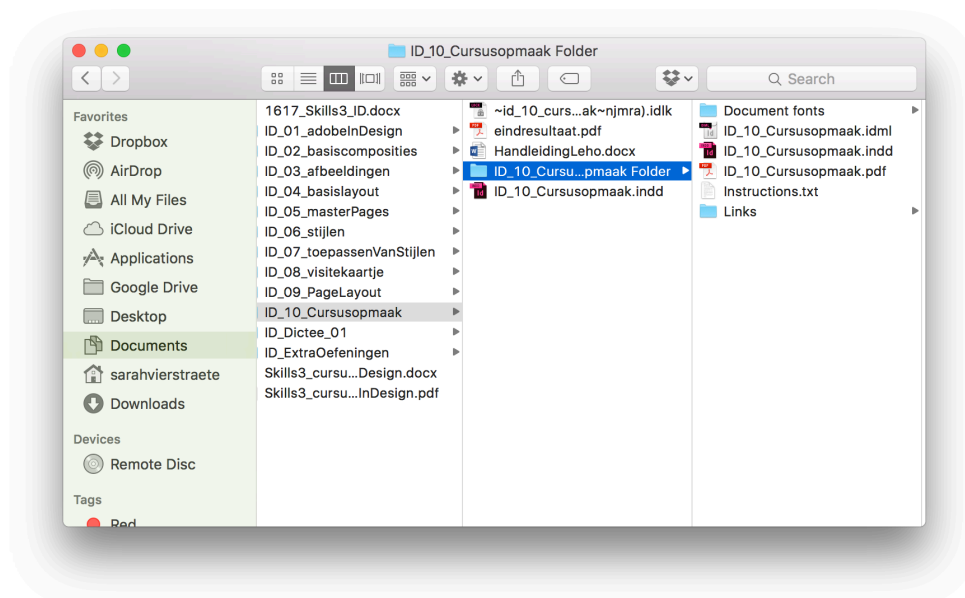 ID_10_Cursusopmaak Folder
Search
Favorites
Dropbox
AirDrop
All My Files
iCloud Drive
Applications
Google Drive
Desktop
Documents
sarahvierstraete
Downloads
Devices
Remote Disc
Tags
Red
1617_Skills3_ID.docx
ID_01_adobeInDesign
ID_02_basiscomposities
ID_03_afbeeldingen
ID_04_basislayout
ID_05_masterPages
ID_06_stijlen
ID_07_toepassenVanStijlen
ID_08_visitekaartje
ID_09_PageLayout
ID_10_Cursusopmaak
ID_Dictee_01
ID_ExtraOefeningen
Skills3_cursu...Design.docx
Skills3_cursu...InDesign.pdf
~id_10_curs...ak~njmra).idlk
eindresultaat.pdf
HandleidingLeho.docx
ID_10_Cursu...pmaak Folder
ID_10_Cursusopmaak.indd
Document fonts
ID_10_Cursusopmaak.idml
ID_10_Cursusopmaak.indd
ID_10_Cursusopmaak.pdf
Instructions.txt
Links